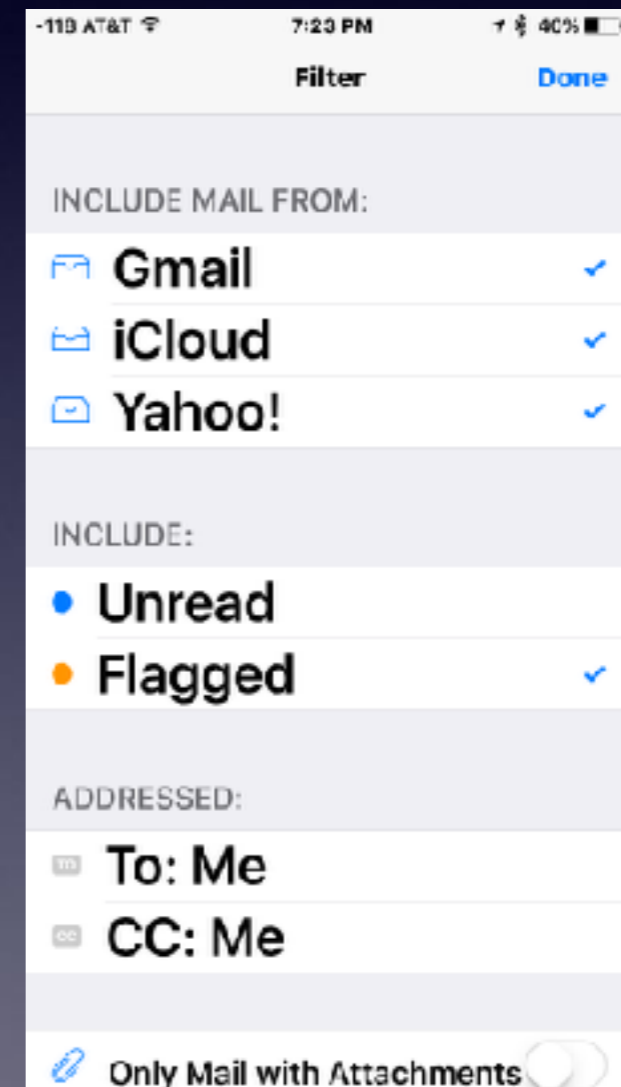 -118 AT&T 7:23 PM 40%
Filter Done
INCLUDE MAIL FROM:
Gmail
iCloud
Yahoo!
INCLUDE:
Unread
Flagged
ADDRESSED:
To: Me
CC: Me
Only Mail with Attachments